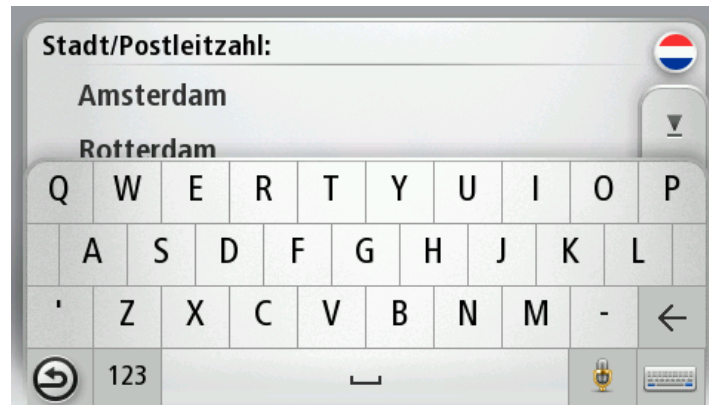 Stadt/Postleitzahl:
Amsterdam
Rotterdam
Q W E R T Y U I O P
A S D F G H J K L
' Z X C V B N M - ←
123